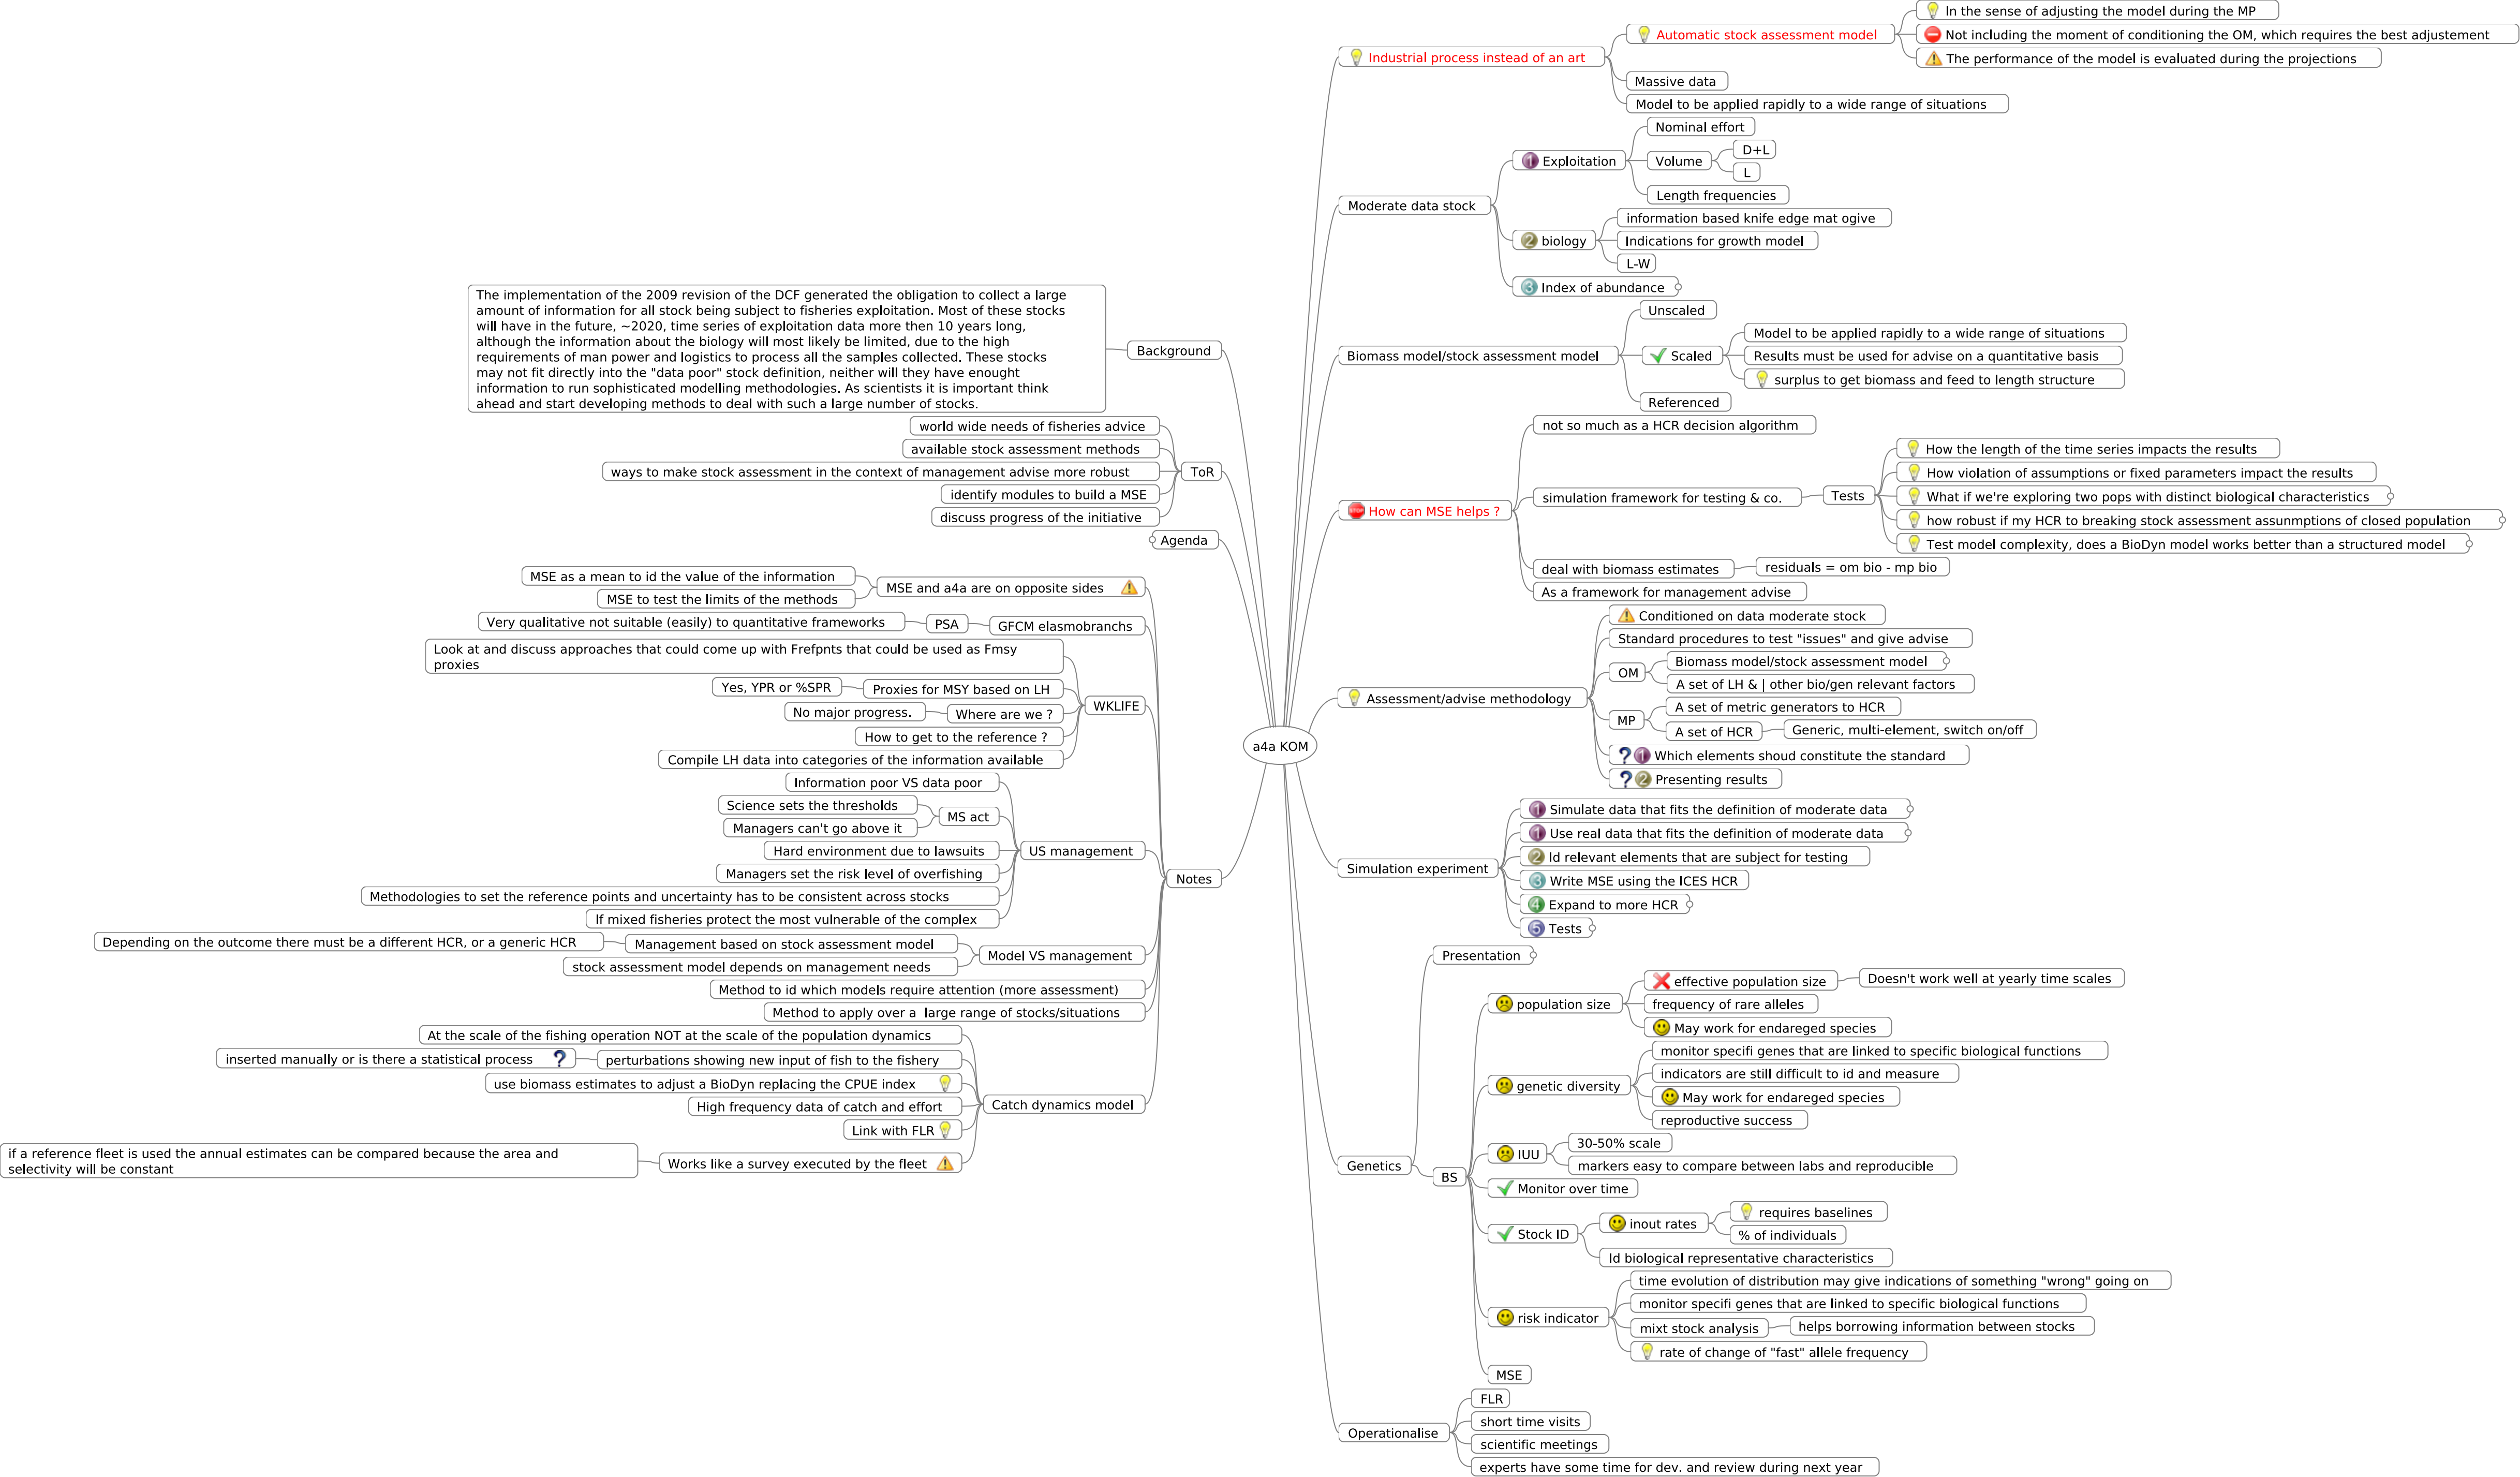 a4a KOM
Industrial process instead of an art
Automatic stock assessment model
In the sense of adjusting the model during the MP
Not including the moment of conditioning the OM, which requires the best adjustement
The performance of the model is evaluated during the projections
Massive data
Model to be applied rapidly to a wide range of situations
Moderate data stock
1 Exploitation
Nominal effort
Volume
D+L
L
Length frequencies
2 biology
information based knife edge mat ogive
Indications for growth model
L-W
3 Index of abundance
Biomass model/stock assessment model
Unscaled
Scaled
Model to be applied rapidly to a wide range of situations
Results must be used for advise on a quantitative basis
surplus to get biomass and feed to length structure
Referenced
STOP How can MSE helps ?
not so much as a HCR decision algorithm
simulation framework for testing & co.
Tests
How the length of the time series impacts the results
How violation of assumptions or fixed parameters impact the results
What if we're exploring two pops with distinct biological characteristics
how robust if my HCR to breaking stock assessment assunmptions of closed population
Test model complexity, does a BioDyn model works better than a structured model
deal with biomass estimates
residuals = om bio - mp bio
As a framework for management advise
Assessment/advise methodology
Conditioned on data moderate stock
Standard procedures to test "issues" and give advise
OM
Biomass model/stock assessment model
A set of LH & | other bio/gen relevant factors
MP
A set of metric generators to HCR
A set of HCR
Generic, multi-element, switch on/off
? 1 Which elements shoud constitute the standard
? 2 Presenting results
Simulation experiment
1 Simulate data that fits the definition of moderate data
1 Use real data that fits the definition of moderate data
2 Id relevant elements that are subject for testing
3 Write MSE using the ICES HCR
4 Expand to more HCR
5 Tests
Genetics
Presentation
BS
population size
effective population size
Doesn't work well at yearly time scales
frequency of rare alleles
May work for endareged species
genetic diversity
monitor specifi genes that are linked to specific biological functions
indicators are still difficult to id and measure
May work for endareged species
reproductive success
IUU
30-50% scale
markers easy to compare between labs and reproducible
Monitor over time
Stock ID
inout rates
requires baselines
% of individuals
Id biological representative characteristics
risk indicator
time evolution of distribution may give indications of something "wrong" going on
monitor specifi genes that are linked to specific biological functions
mixt stock analysis
helps borrowing information between stocks
rate of change of "fast" allele frequency
MSE
Operationalise
FLR
short time visits
scientific meetings
experts have some time for dev. and review during next year
Background
The implementation of the 2009 revision of the DCF generated the obligation to collect a large
amount of information for all stock being subject to fisheries exploitation. Most of these stocks
will have in the future, ~2020, time series of exploitation data more then 10 years long,
although the information about the biology will most likely be limited, due to the high
requirements of man power and logistics to process all the samples collected. These stocks
may not fit directly into the "data poor" stock definition, neither will they have enought
information to run sophisticated modelling methodologies. As scientists it is important think
ahead and start developing methods to deal with such a large number of stocks.
ToR
world wide needs of fisheries advice
available stock assessment methods
ways to make stock assessment in the context of management advise more robust
identify modules to build a MSE
discuss progress of the initiative
Agenda
Notes
MSE and a4a are on opposite sides
MSE as a mean to id the value of the information
MSE to test the limits of the methods
GFCM elasmobranchs
PSA
Very qualitative not suitable (easily) to quantitative frameworks
WKLIFE
Look at and discuss approaches that could come up with Frefpnts that could be used as Fmsy
proxies
Proxies for MSY based on LH
Yes, YPR or %SPR
Where are we ?
No major progress.
How to get to the reference ?
Compile LH data into categories of the information available
US management
Information poor VS data poor
MS act
Science sets the thresholds
Managers can't go above it
Hard environment due to lawsuits
Managers set the risk level of overfishing
Methodologies to set the reference points and uncertainty has to be consistent across stocks
If mixed fisheries protect the most vulnerable of the complex
Model VS management
Management based on stock assessment model
Depending on the outcome there must be a different HCR, or a generic HCR
stock assessment model depends on management needs
Method to id which models require attention (more assessment)
Method to apply over a  large range of stocks/situations
Catch dynamics model
At the scale of the fishing operation NOT at the scale of the population dynamics
perturbations showing new input of fish to the fishery
inserted manually or is there a statistical process ?
use biomass estimates to adjust a BioDyn replacing the CPUE index
High frequency data of catch and effort
Link with FLR
Works like a survey executed by the fleet
if a reference fleet is used the annual estimates can be compared because the area and
selectivity will be constant